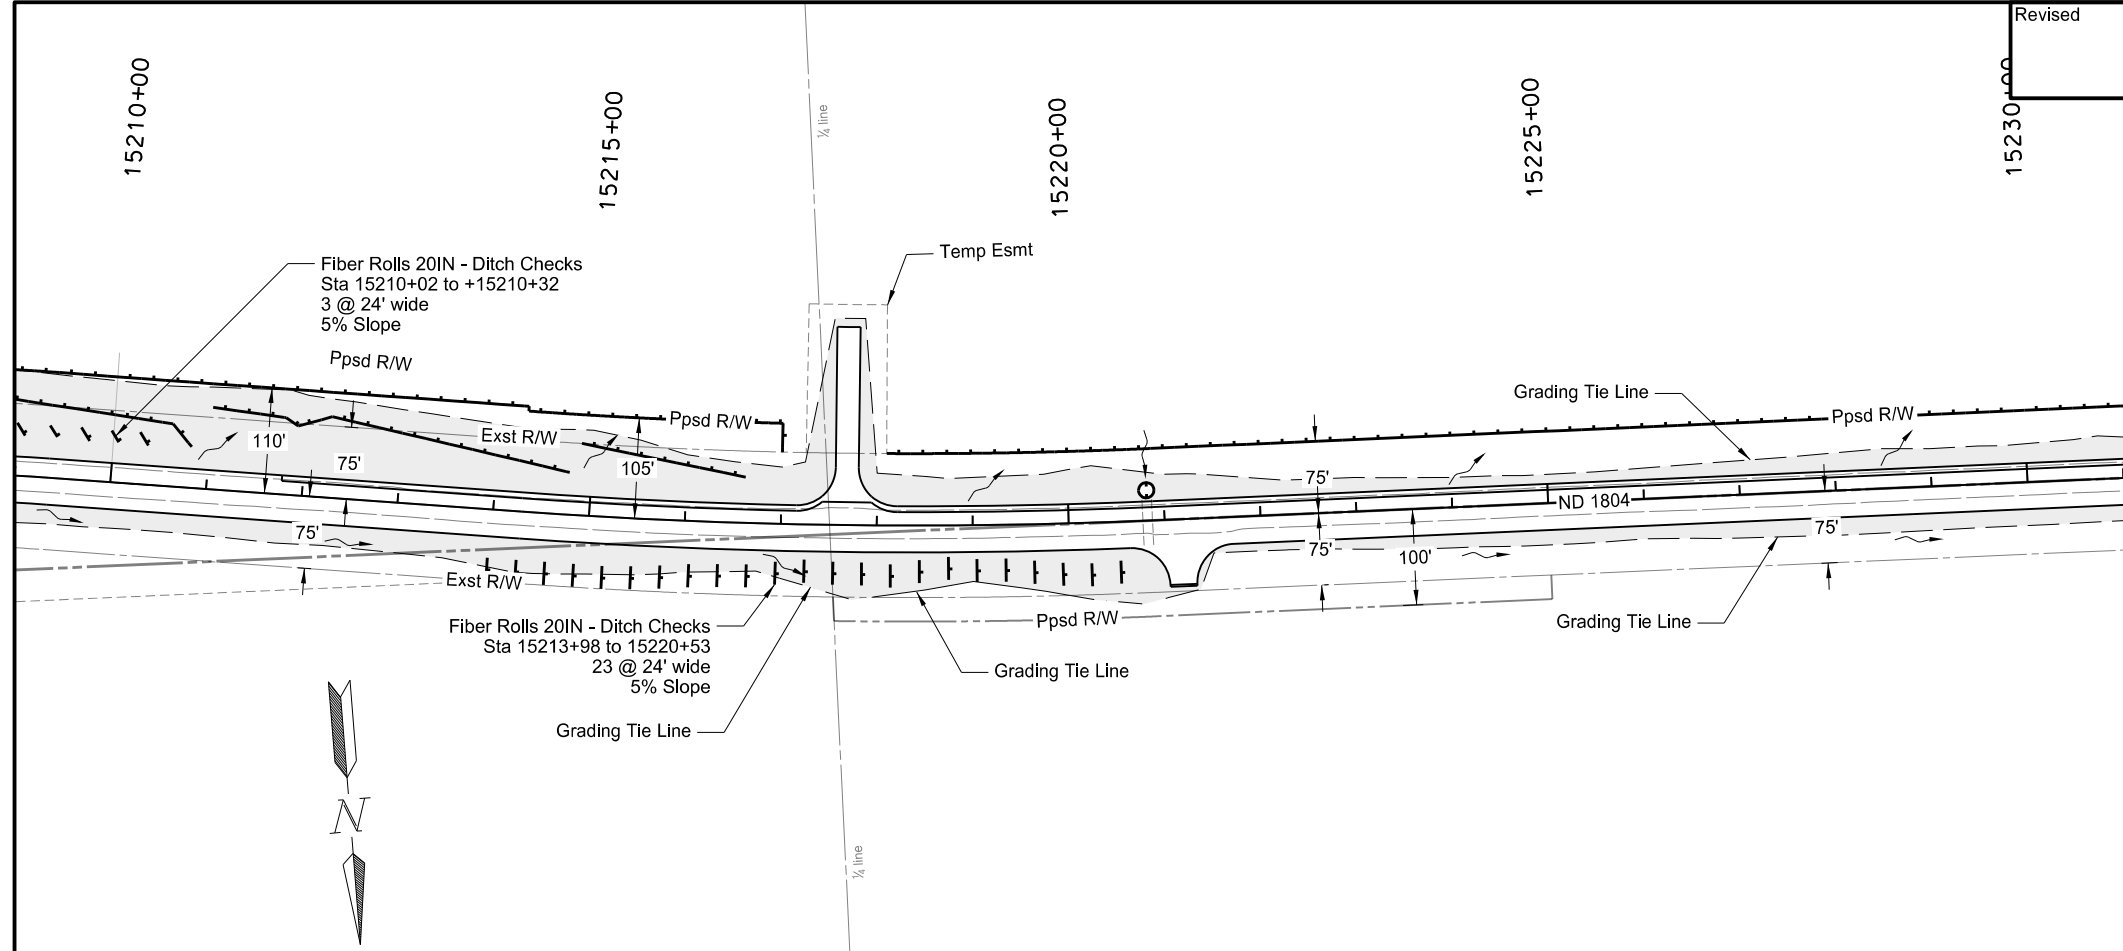 Revised
15210+00
15215+00
15220+00
15225+00
15230+00
¼ line
Temp Esmt
Fiber Rolls 20IN - Ditch Checks
Sta 15210+02 to +15210+32
3 @ 24' wide
5% Slope
Ppsd R/W
Grading Tie Line
Ppsd R/W
Ppsd R/W
Exst R/W
110'
75'
105'
75'
ND 1804
75'
75'
75'
100'
Exst R/W
Ppsd R/W
Grading Tie Line
Fiber Rolls 20IN - Ditch Checks
Sta 15213+98 to 15220+53
23 @ 24' wide
5% Slope
Grading Tie Line
Grading Tie Line
N
¼ line